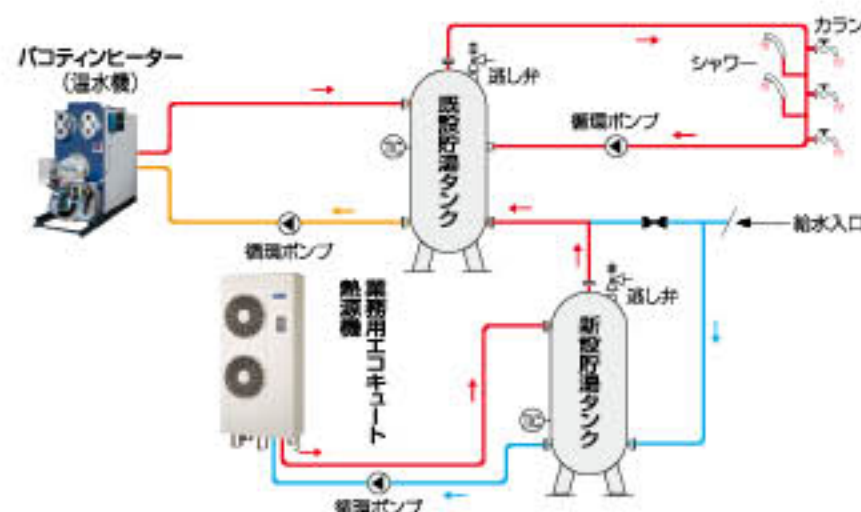 バコティンヒーター
(温水機)
カラン
シャワー
逃し弁
循環ポンプ
既設貯湯タンク
給水入口
循環ポンプ
業務用エコキュート
熱源機
逃し弁
新設貯湯タンク
循環ポンプ